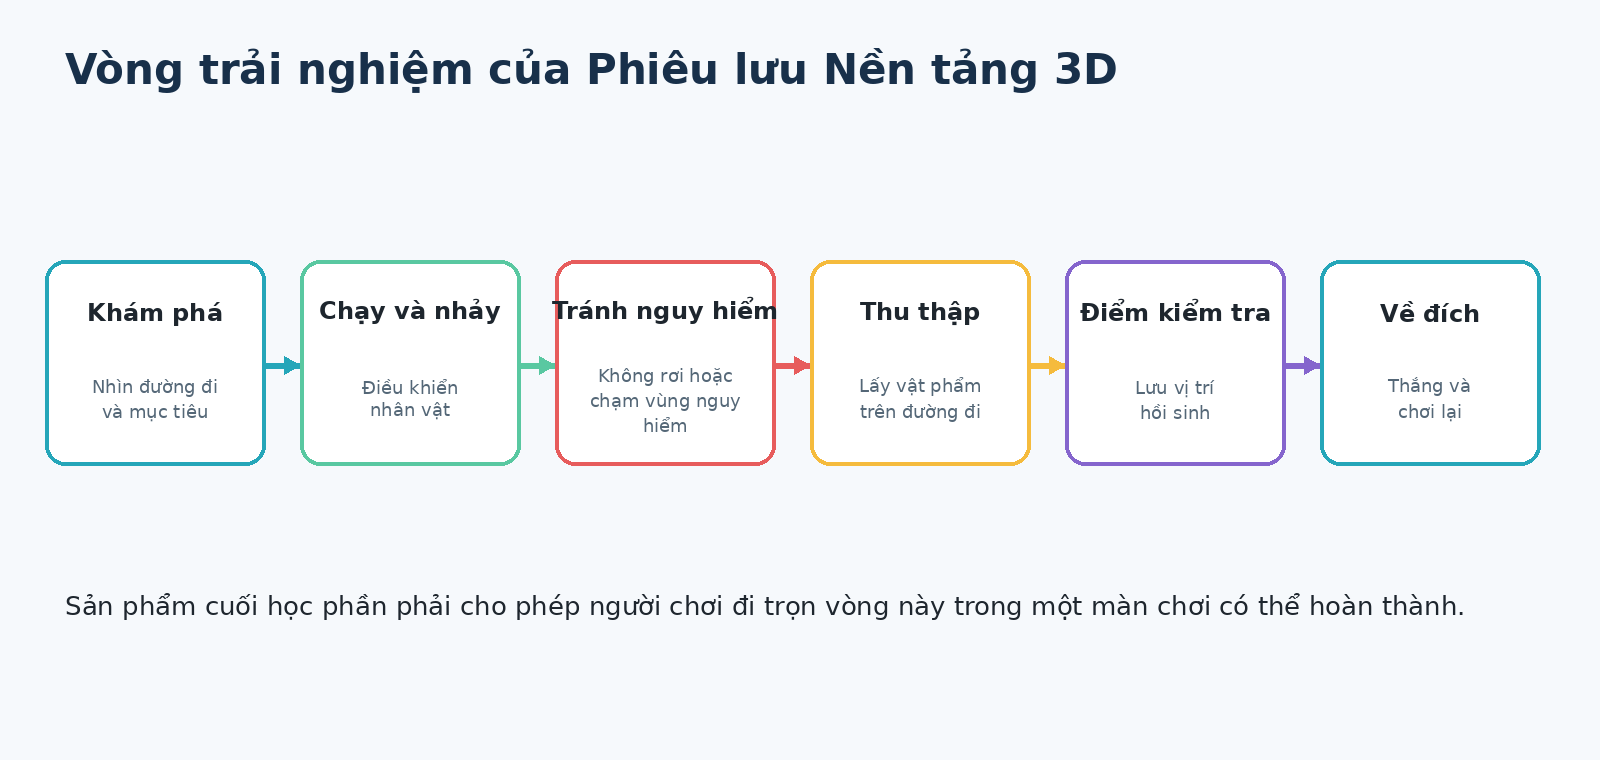 Vòng trải nghiệm của Phiêu lưu Nền tảng 3D
Khám phá
Nhìn đường đi
và mục tiêu
Chạy và nhảy
Điều khiển
nhân vật
Tránh nguy hiểm
Không rơi hoặc
chạm vùng nguy
hiểm
Thu thập
Lấy vật phẩm
trên đường đi
Điểm kiểm tra
Lưu vị trí
hồi sinh
Về đích
Thắng và
chơi lại
Sản phẩm cuối học phần phải cho phép người chơi đi trọn vòng này trong một màn chơi có thể hoàn thành.